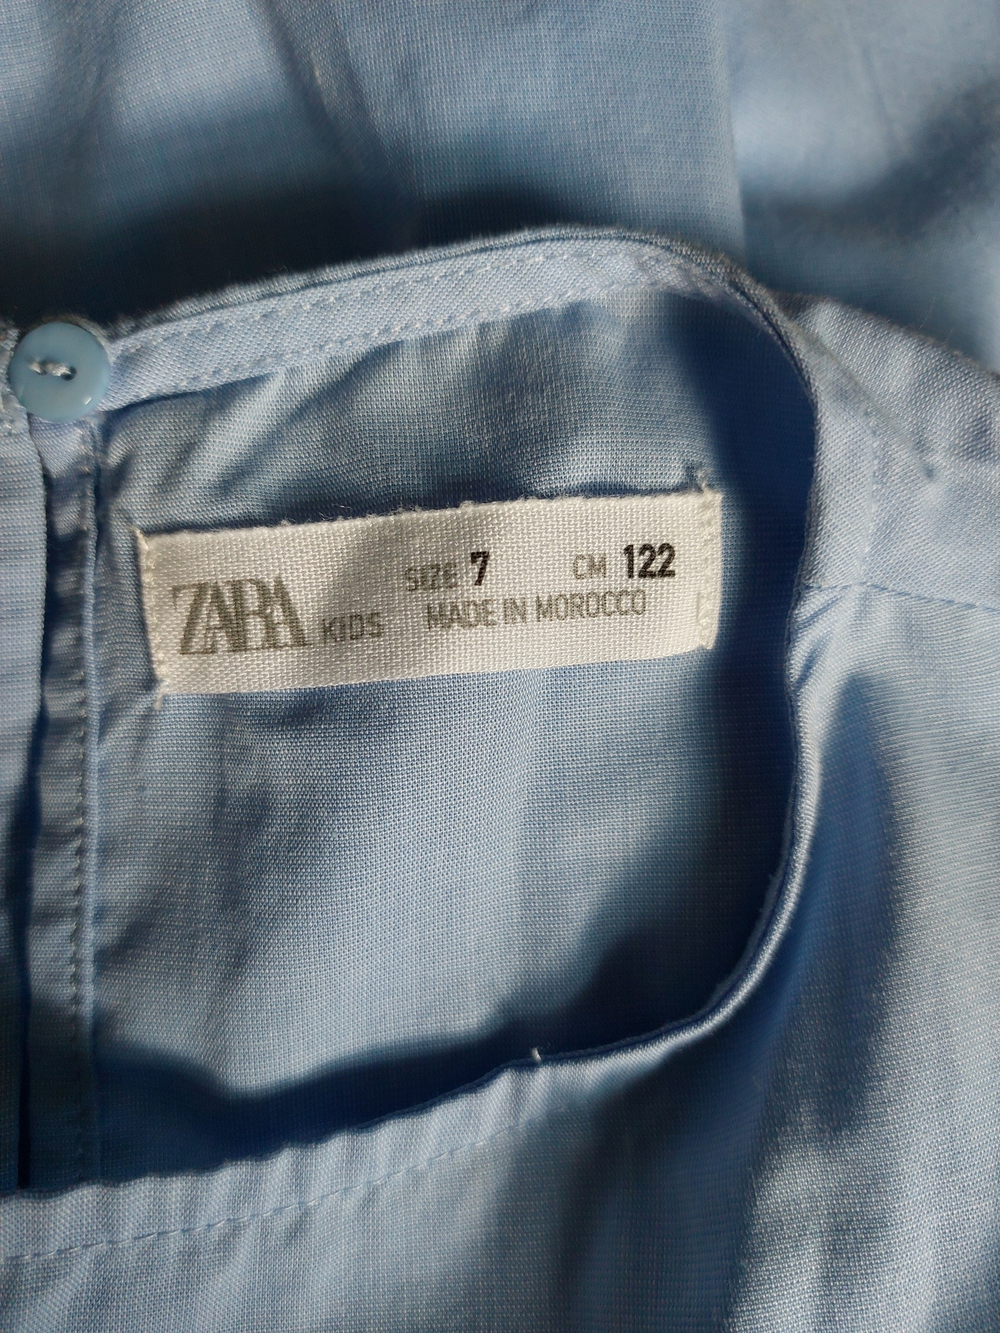 SIZE 7 CM 122
ZARA KIDS MADE IN MOROCCO